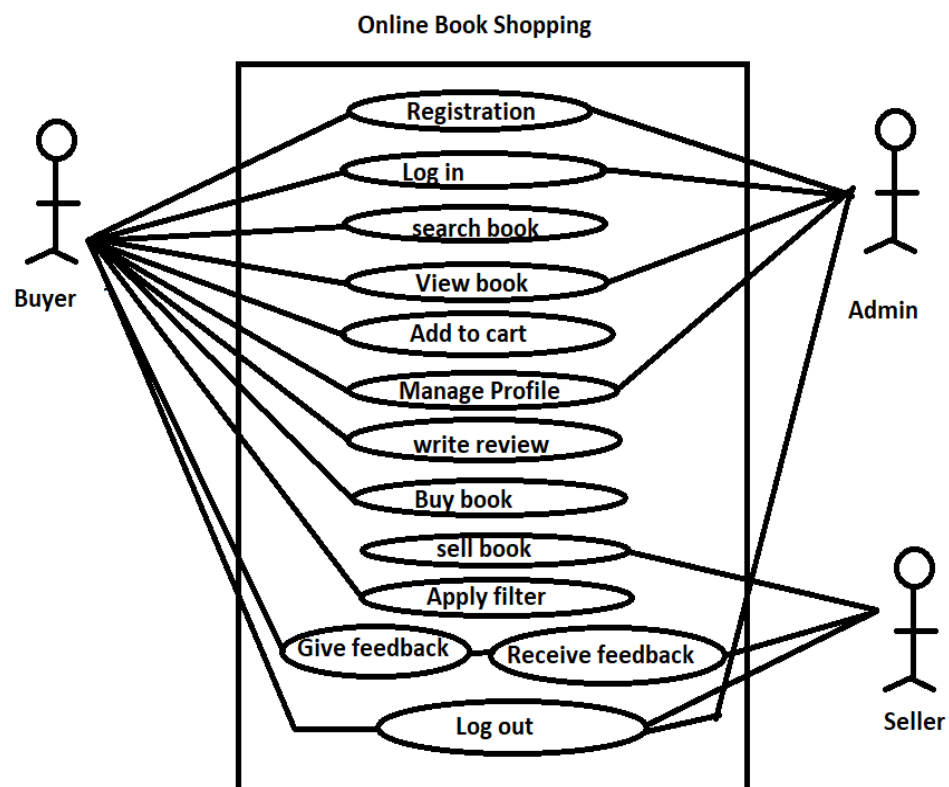 Online Book Shopping
Registration
Log in
search book
View book
Buyer
Admin
Add to cart
Manage Profile
write review
Buy book
sell book
Apply filter
Give feedback
Receive feedback
Seller
Log out